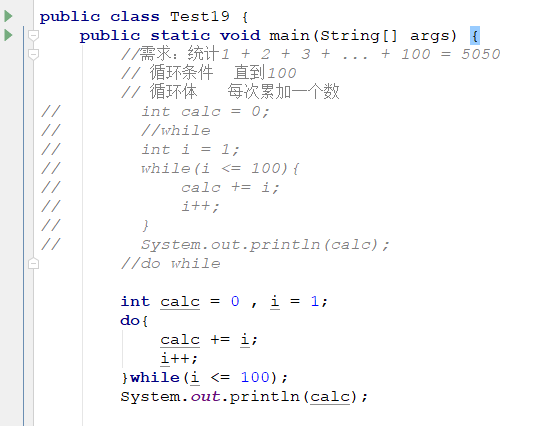 public class Test19 {
    public static void main(String[] args) {
        //需求：统计1 + 2 + 3 + ... + 100 = 5050
        // 循环条件  直到100
        // 循环体   每次累加一个数
//        int calc = 0;
//        //while
//        int i = 1;
//        while(i <= 100){
//            calc += i;
//            i++;
//        }
//        System.out.println(calc);
        //do while
        int calc = 0 , i = 1;
        do{
            calc += i;
            i++;
        }while(i <= 100);
        System.out.println(calc);